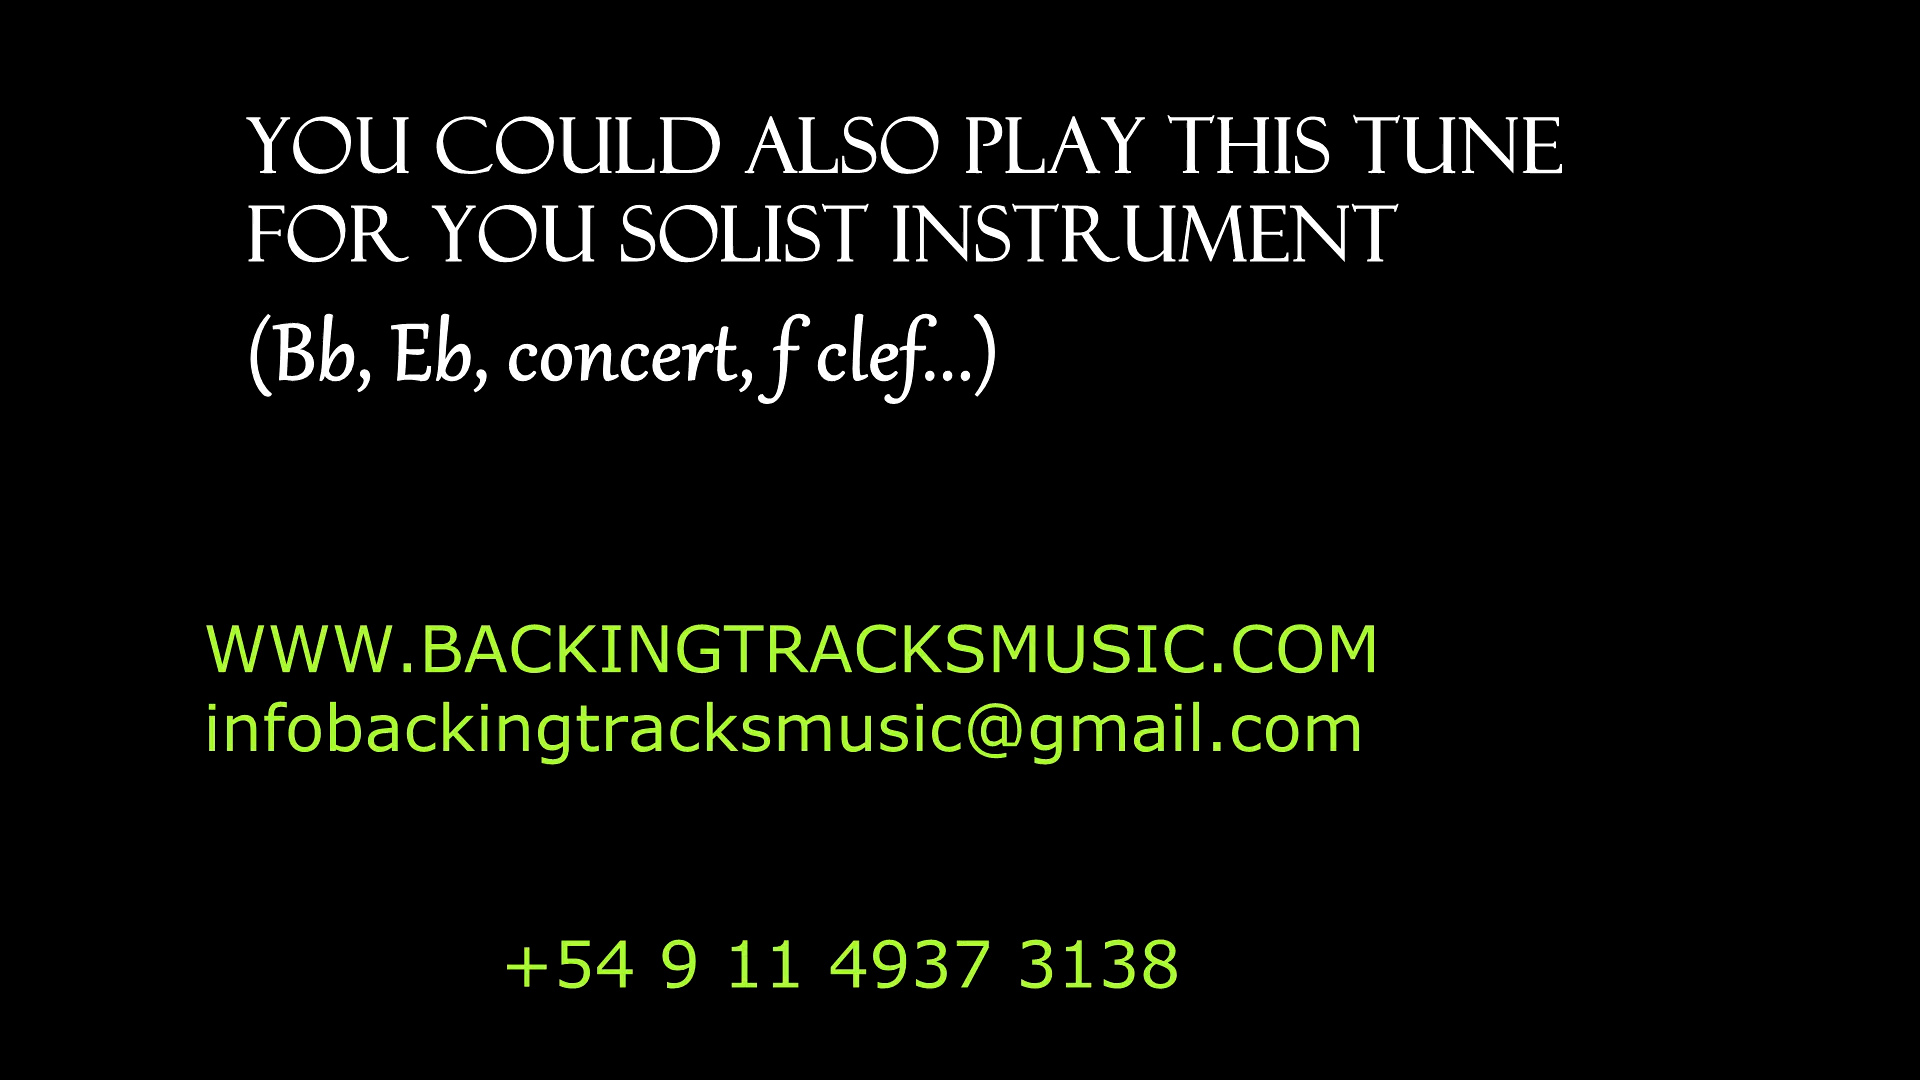 YOU COULD ALSO PLAY THIS TUNE
FOR YOU SOLIST INSTRUMENT
(Bb, Eb, concert, f clef...)
WWW.BACKINGTRACKSMUSIC.COM
infobackingtracksmusic@gmail.com
+54 9 11 4937 3138